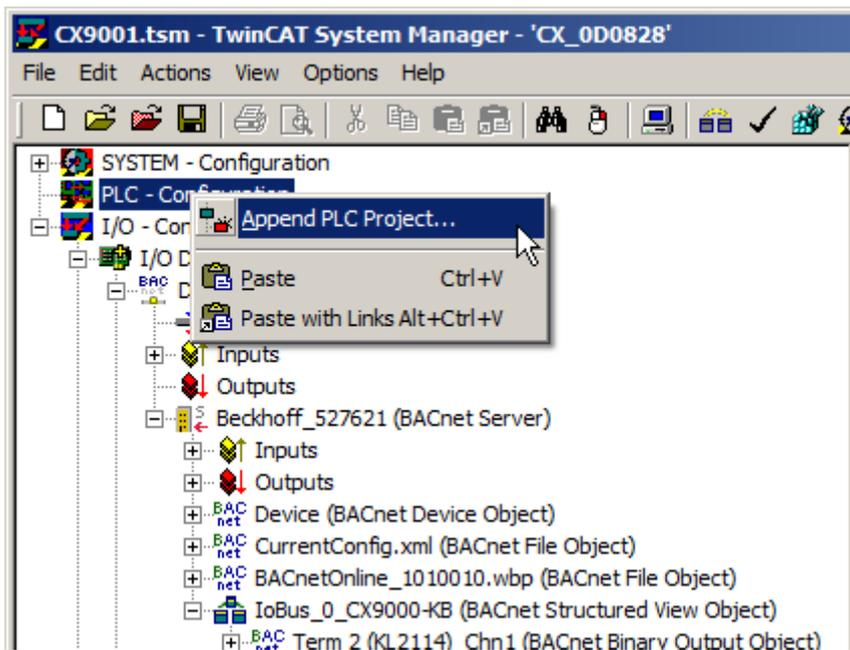 CX9001.tsm - TwinCAT System Manager - 'CX_0D0828'
File Edit Actions View Options Help
SYSTEM - Configuration
PLC - Configuration
Append PLC Project...
I/O - Con
I/O D
Paste Ctrl+V
BAC net D
Paste with Links Alt+Ctrl+V
Inputs
Outputs
S Beckhoff_527621 (BACnet Server)
Inputs
Outputs
BAC net Device (BACnet Device Object)
BAC net CurrentConfig.xml (BACnet File Object)
BAC net BACnetOnline_1010010.wbp (BACnet File Object)
IoBus_0_CX9000-KB (BACnet Structured View Object)
BAC net Term 2 (KL2114) Chn1 (BACnet Binary Output Object)